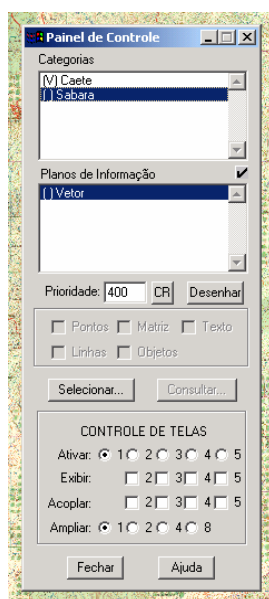 Painel de Controle
Categorias
(V) Caete
( ) Sabara
Planos de Informação
( ) Vetor
Prioridade: 400 CR Desenhar
Pontos Matriz Texto
Linhas Objetos
Selecionar... Consultar...
CONTROLE DE TELAS
Ativar: 1 2 3 4 5
Exibir: 2 3 4 5
Acoplar: 2 3 4 5
Ampliar: 1 2 4 8
Fechar Ajuda